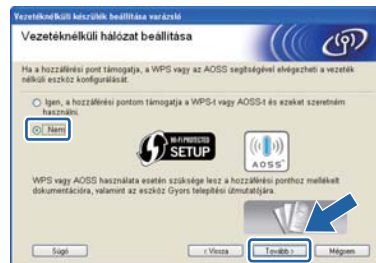 Vezetéknélküli készülék beállítása varázsló
Vezetéknélküli hálózat beállítása
Ha a hozzáférési pont támogatja, a WPS vagy az AOSS segítségével elvégezheti a vezeték
nélküli eszköz konfigurálását.
Igen, a hozzáférési pontom támogatja a WPS-t vagy AOSS-t és ezeket szeretném
használni.
Nem
WI-FI PROTECTED
SETUP
AOSS
WPS vagy AOSS használata esetén szüksége lesz a hozzáférési ponthoz mellékelt
dokumentációra, valamint az eszköz Gyors telepítési útmutatójára.
Súgó
< Vissza
Tovább >
Mégsem